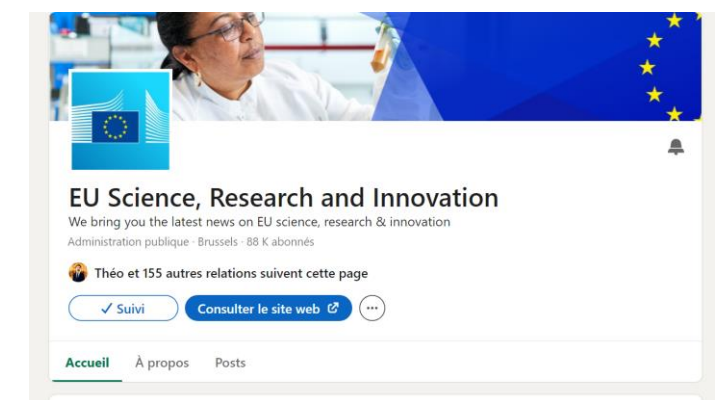 EU Science, Research and Innovation
We bring you the latest news on EU science, research & innovation
Administration publique · Brussels · 88 K abonnés
Théo et 155 autres relations suivent cette page
✓ Suivi
Consulter le site web
Accueil
À propos
Posts